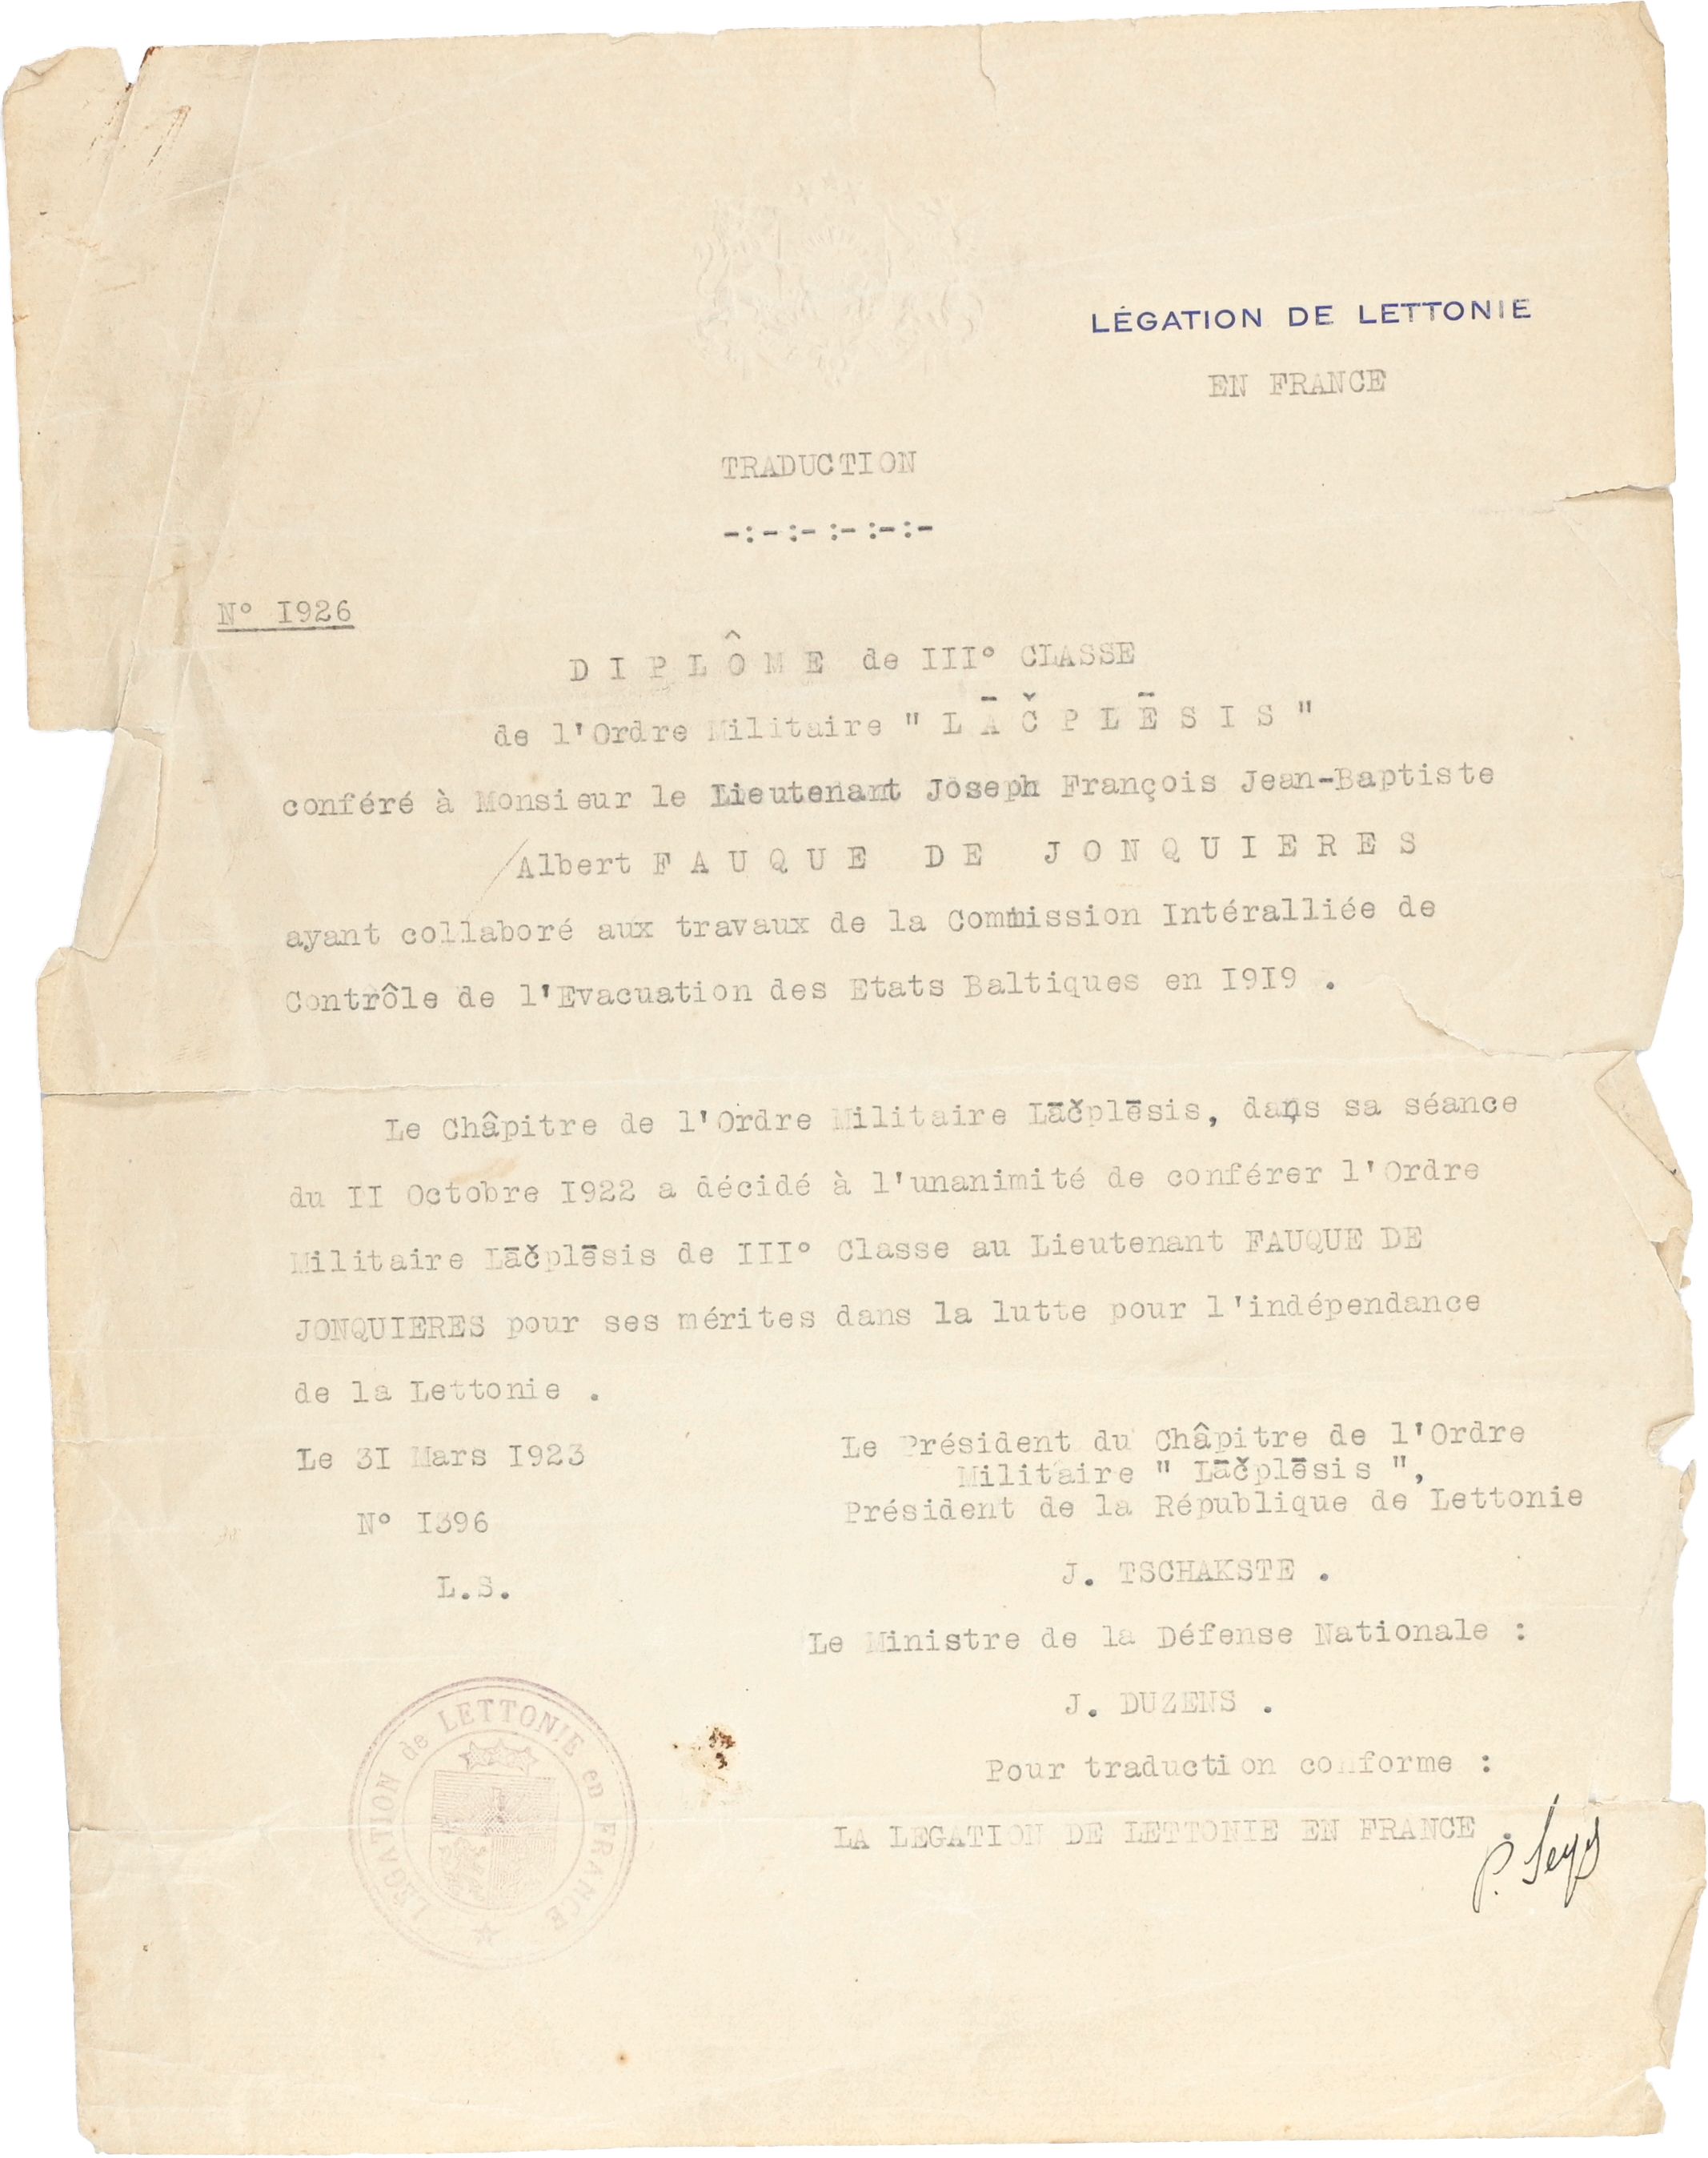 LÉGATION DE LETTONIE
EN FRANCE
TRADUCTION
-:-:-:-:-:-
N° I926
D I P L Ô M E de III° CLASSE
de l'Ordre Militaire " L Ā Č P L Ē S I S "
conféré à Monsieur le Lieutenant Joseph François Jean-Baptiste
/Albert F A U Q U E D E J O N Q U I E R E S
ayant collaboré aux travaux de la Commission Intéralliée de
Contrôle de l'Evacuation des Etats Baltiques en I9I9 .
Le Châpitre de l'Ordre Militaire Lāčplēsis, dans sa séance
du II Octobre I922 a décidé à l'unanimité de conférer l'Ordre
Militaire Lāčplēsis de III° Classe au Lieutenant FAUQUE DE
JONQUIERES pour ses mérites dans la lutte pour l'indépendance
de la Lettonie .
Le 3I Mars I923
N° I396
L.S.
Le Président du Châpitre de l'Ordre
Militaire " Lāčplēsis ",
Président de la République de Lettonie
J. TSCHAKSTE .
Le Ministre de la Défense Nationale :
J. DUZENS .
Pour traduction conforme :
LA LEGATION DE LETTONIE EN FRANCE .
LEGATION de LETTONIE en FRANCE